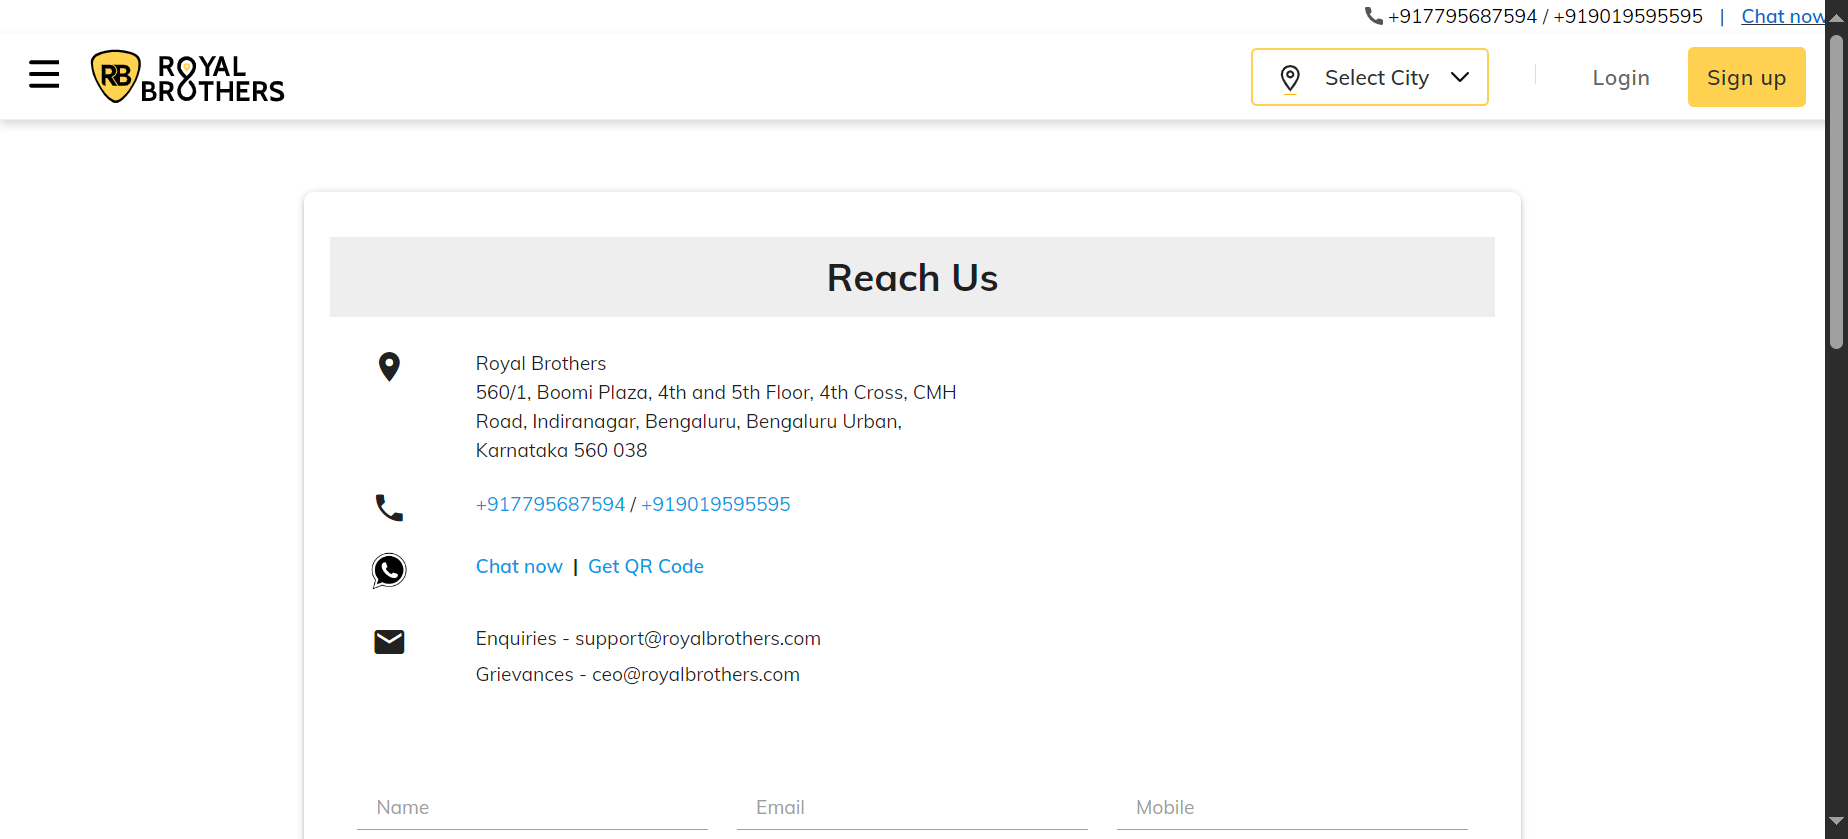 +917795687594 / +919019595595 | Chat now
RB ROYAL
BROTHERS
Select City
Login
Sign up
Reach Us
Royal Brothers
560/1, Boomi Plaza, 4th and 5th Floor, 4th Cross, CMH
Road, Indiranagar, Bengaluru, Bengaluru Urban,
Karnataka 560 038
+917795687594 / +919019595595
Chat now | Get QR Code
Enquiries - support@royalbrothers.com
Grievances - ceo@royalbrothers.com
Name
Email
Mobile